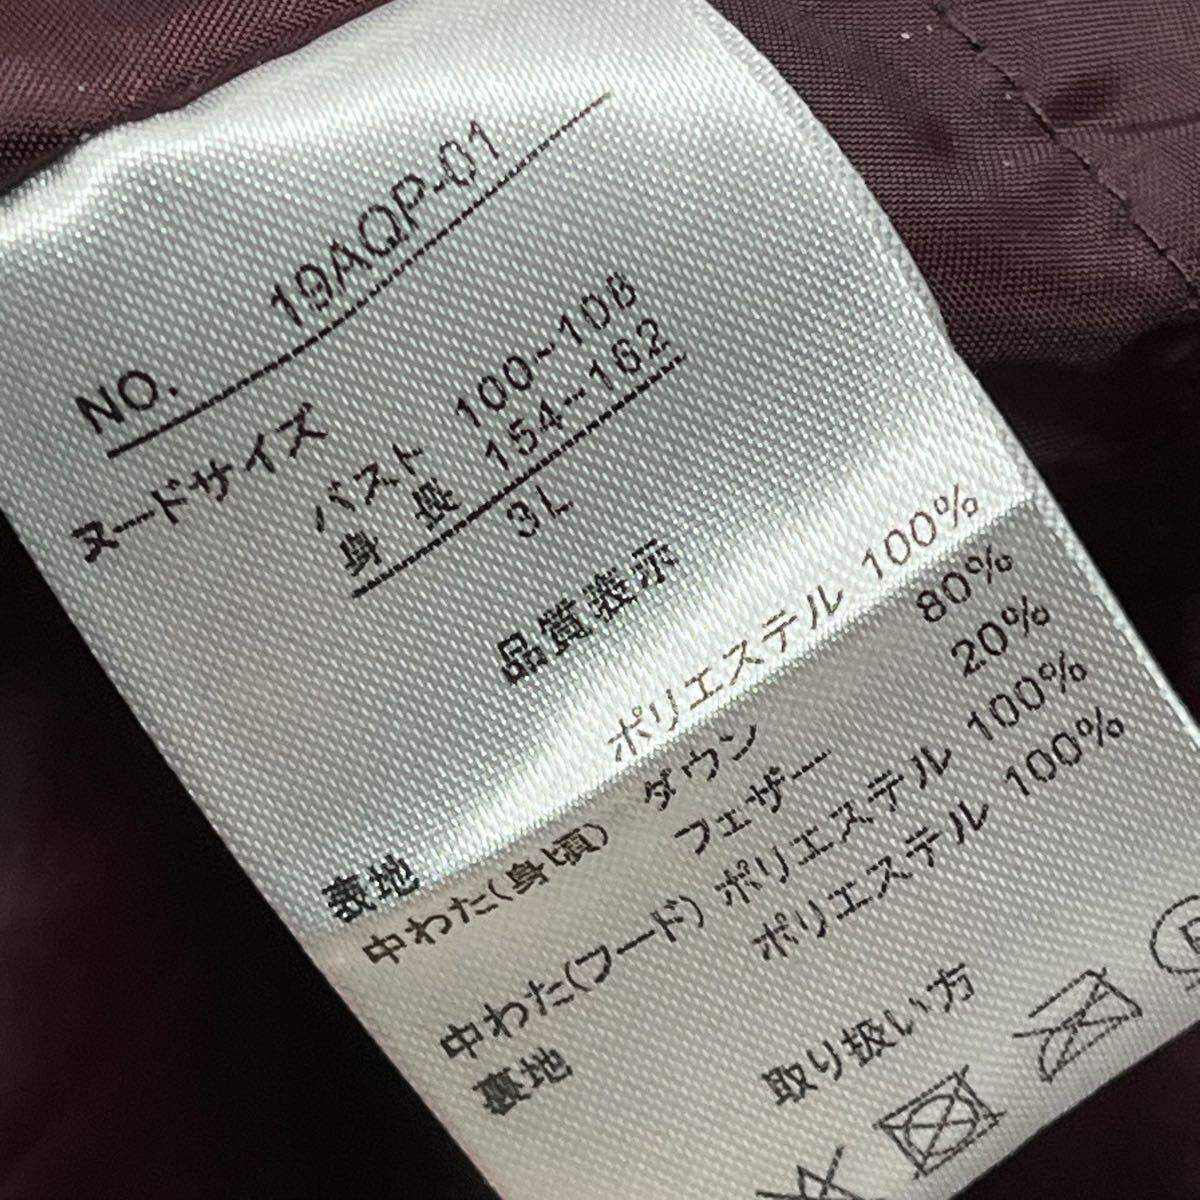 NO. 19AQP-01
ヌードサイズ
バスト 100~108
身長 154~162
3L
品質表示
表地 ポリエステル 100%
中わた(身頃) ダウン 80%
フェザー 20%
中わた(フード) ポリエステル 100%
裏地 ポリエステル 100%
取り扱い方